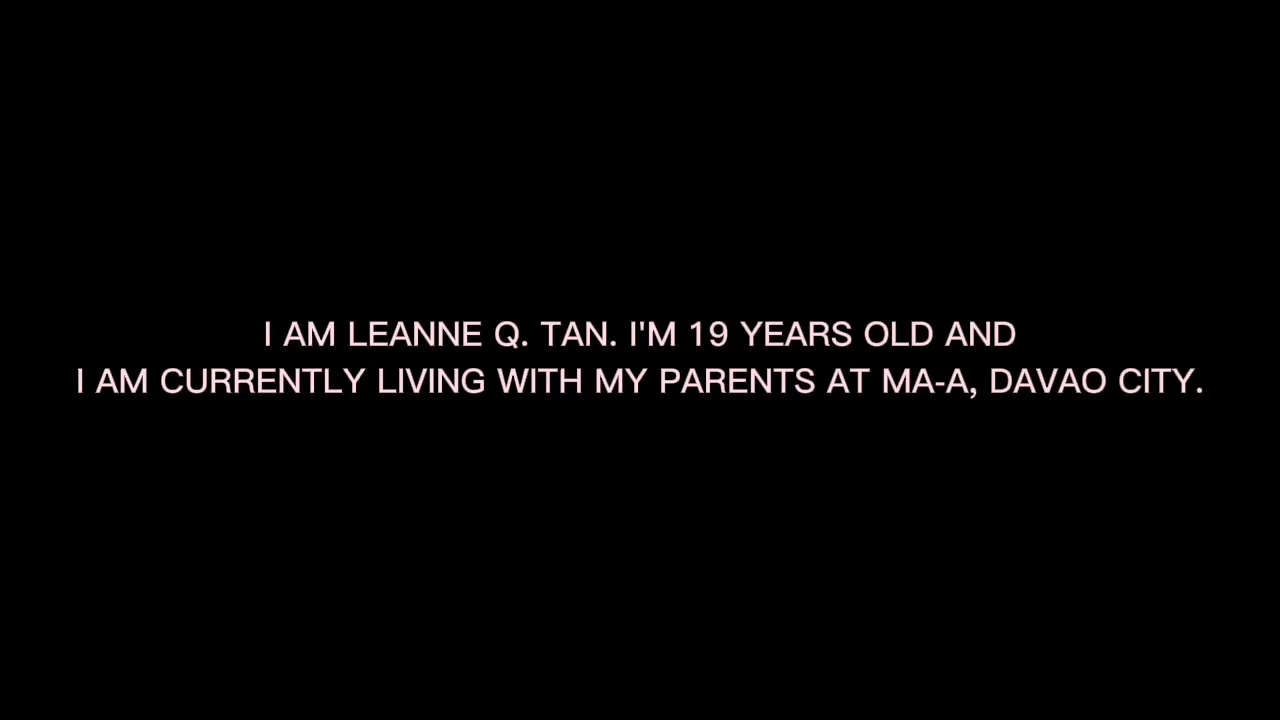 I AM LEANNE Q. TAN. I'M 19 YEARS OLD AND
I AM CURRENTLY LIVING WITH MY PARENTS AT MA-A, DAVAO CITY.